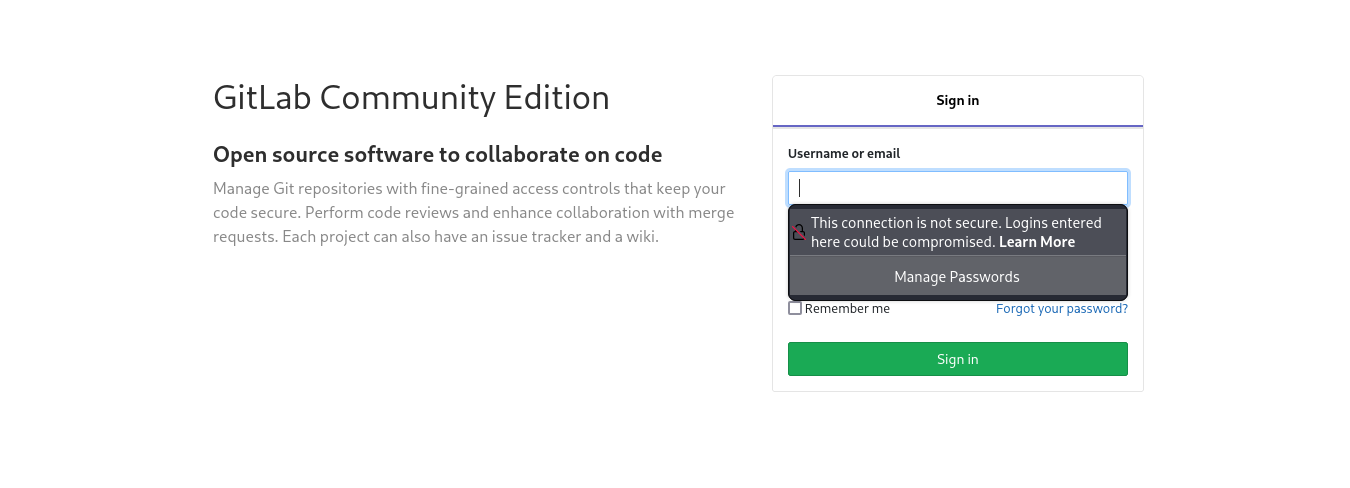 GitLab Community Edition
Open source software to collaborate on code
Manage Git repositories with fine-grained access controls that keep your
code secure. Perform code reviews and enhance collaboration with merge
requests. Each project can also have an issue tracker and a wiki.
Sign in
Username or email
This connection is not secure. Logins entered
here could be compromised. Learn More
Manage Passwords
Remember me
Forgot your password?
Sign in